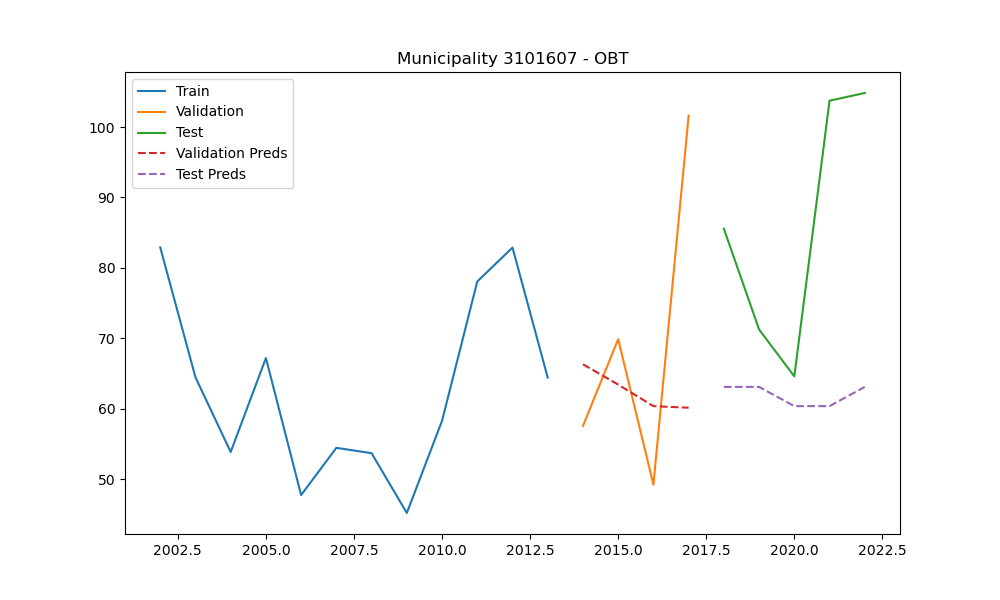 Municipality 3101607 - OBT
Train
Validation
Test
Validation Preds
Test Preds
100
90
80
70
60
50
2002.5 2005.0 2007.5 2010.0 2012.5 2015.0 2017.5 2020.0 2022.5